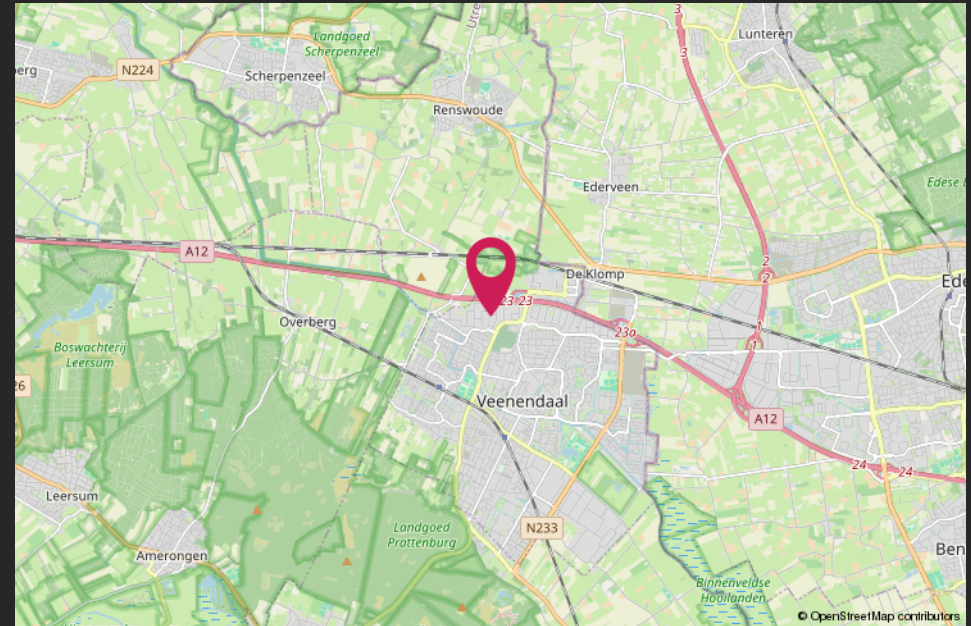 3
Lunteren
Utre
Landgoed
Scherpenzeel
3
N224
erg
Scherpenzeel
Renswoude
Ederveen
Edese
A12
2
2
De Klomp
Ede
23 23
Overberg
23a
1
1
Boswachterij
Leersum
26
Veenendaal
A12
24
24
Leersum
N233
Landgoed
Prattenburg
Amerongen
Ben
Binnenveldse
Hooilanden
© OpenStreetMap contributors